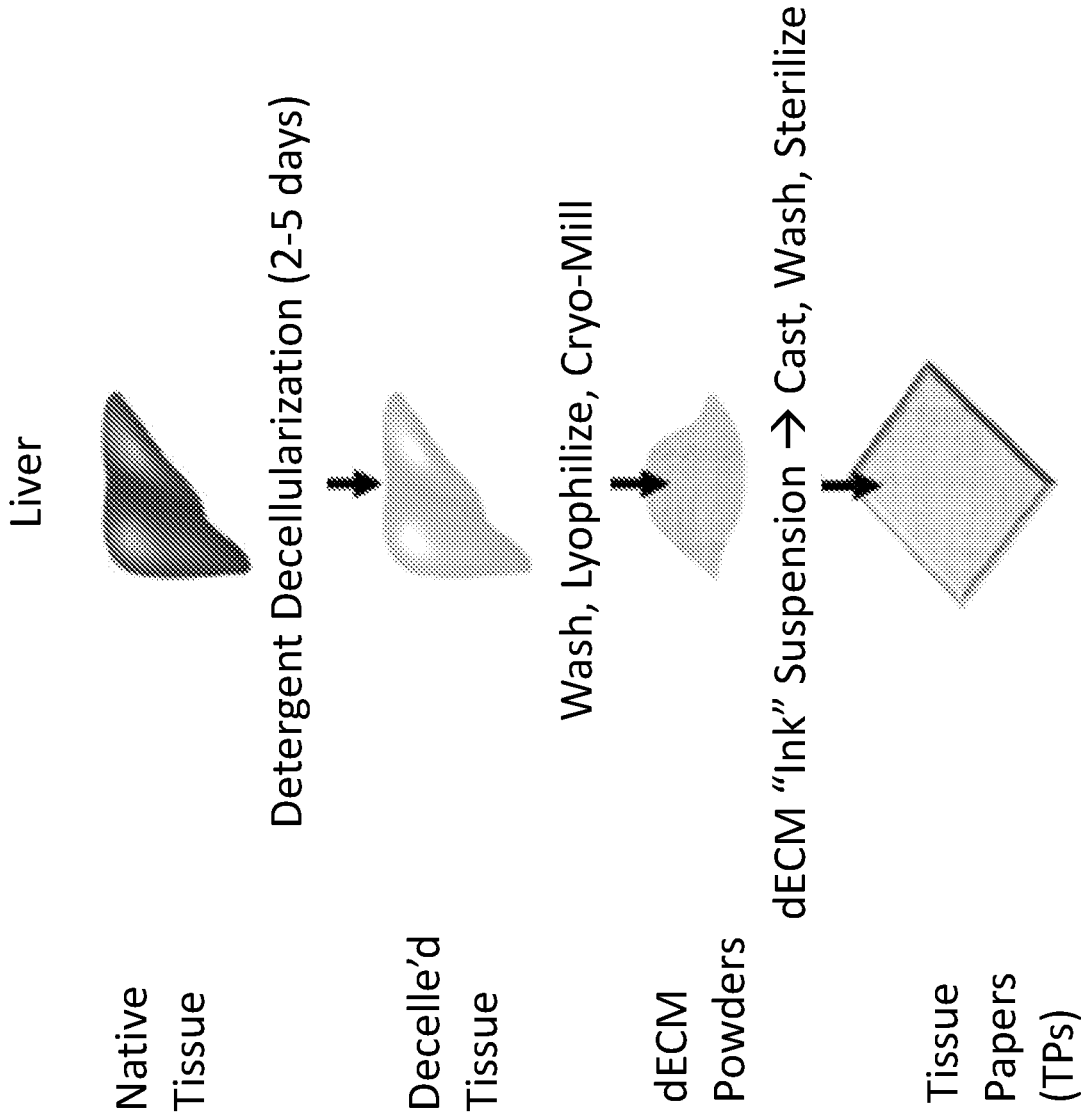 Liver
Native
Tissue
Detergent Decellularization (2-5 days)
Decelle’d
Tissue
Wash, Lyophilize, Cryo-Mill
dECM
Powders
dECM “Ink” Suspension → Cast, Wash, Sterilize
Tissue
Papers
(TPs)